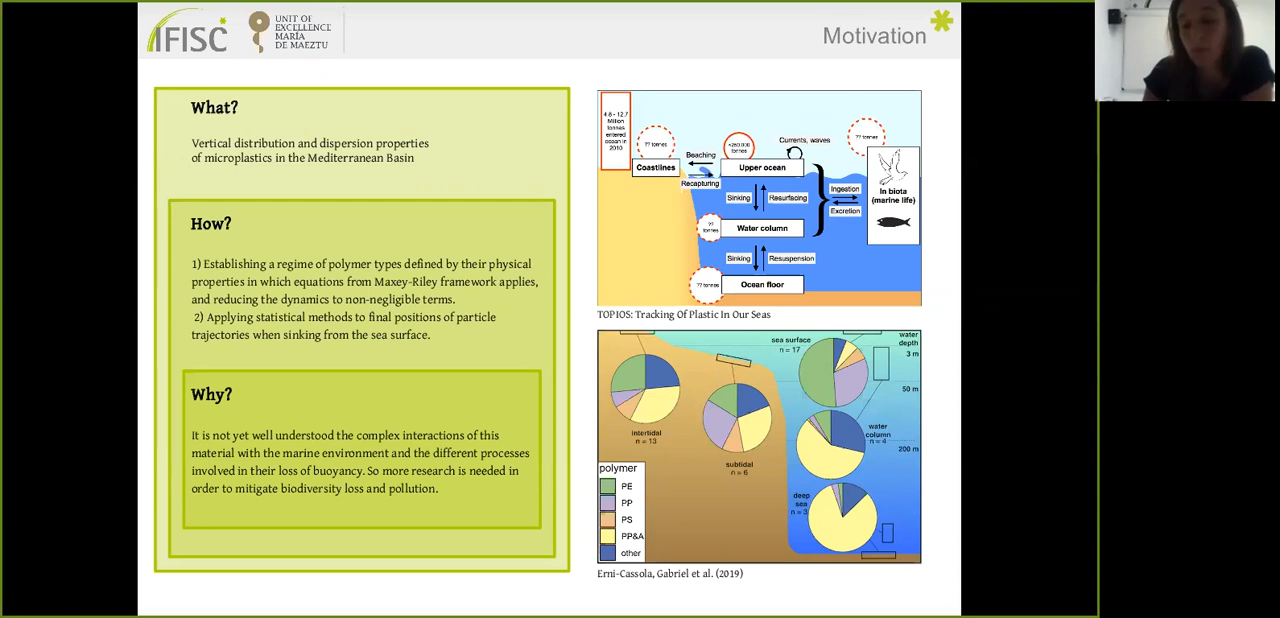 IFISC
UNIT OF
EXCELLENCE
MARÍA
DE MAEZTU
Motivation
What?
Vertical distribution and dispersion properties
of microplastics in the Mediterranean Basin
How?
1) Establishing a regime of polymer types defined by their physical
properties in which equations from Maxey-Riley framework applies,
and reducing the dynamics to non-negligible terms.
2) Applying statistical methods to final positions of particle
trajectories when sinking from the sea surface.
Why?
It is not yet well understood the complex interactions of this
material with the marine environment and the different processes
involved in their loss of buoyancy. So more research is needed in
order to mitigate biodiversity loss and pollution.
4.8 - 12.7
Million
tonnes
entered
ocean in
2010
?? tonnes
<250.000
tonnes
Currents, waves
?? tonnes
Coastlines
Beaching
Recapturing
Upper ocean
Sinking
Resurfacing
Ingestion
Excretion
In biota
(marine life)
??
tonnes
Water column
Sinking
Resuspension
?? tonnes
Ocean floor
TOPIOS: Tracking Of Plastic In Our Seas
sea surface
n = 17
water
depth
3 m
50 m
200 m
intertidal
n = 13
subtidal
n = 6
water
column
n = 4
deep
sea
n = 3
polymer
PE
PP
PS
PP&A
other
Erni-Cassola, Gabriel et al. (2019)